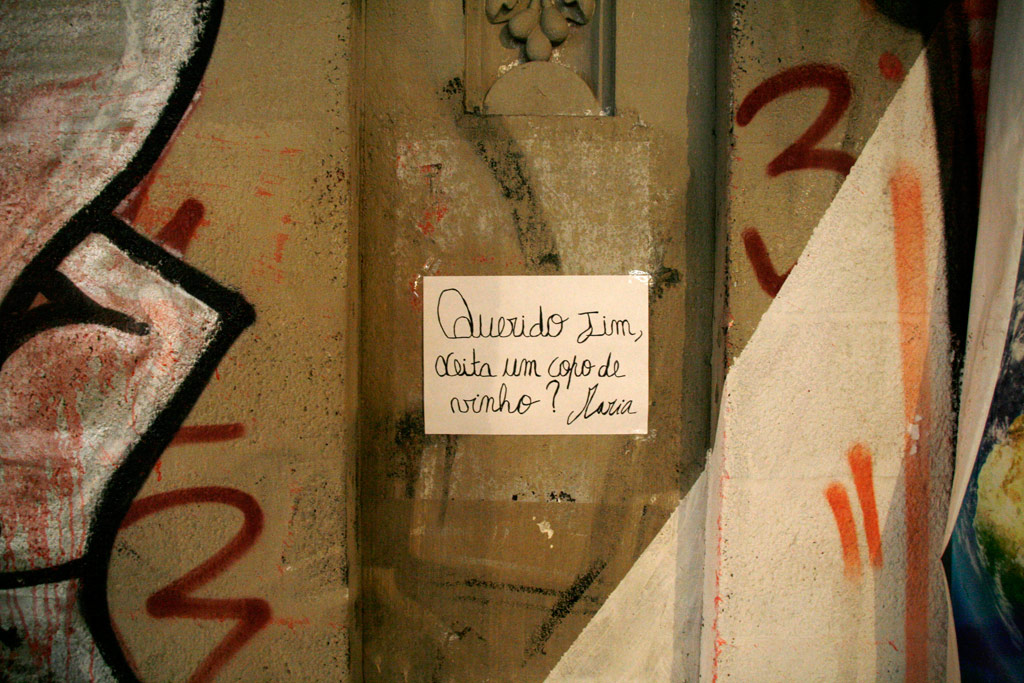 Querido Jim,
aceita um copo de
vinho? Maria